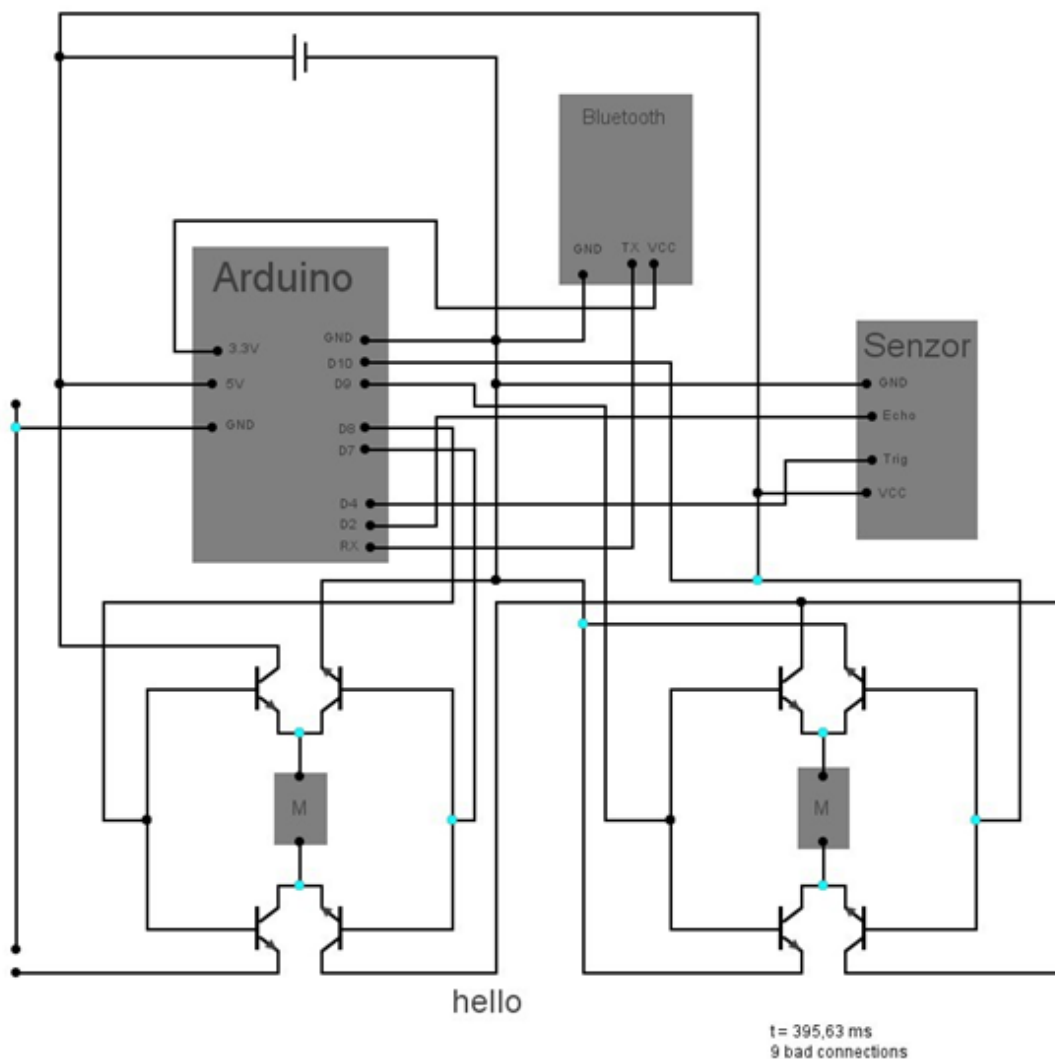 Bluetooth
GND TX VCC
Arduino
3.3V
5V
GND
GND
D10
D9
D8
D7
D4
D2
RX
Senzor
GND
Echo
Trig
VCC
M
M
hello
t = 395,63 ms
9 bad connections